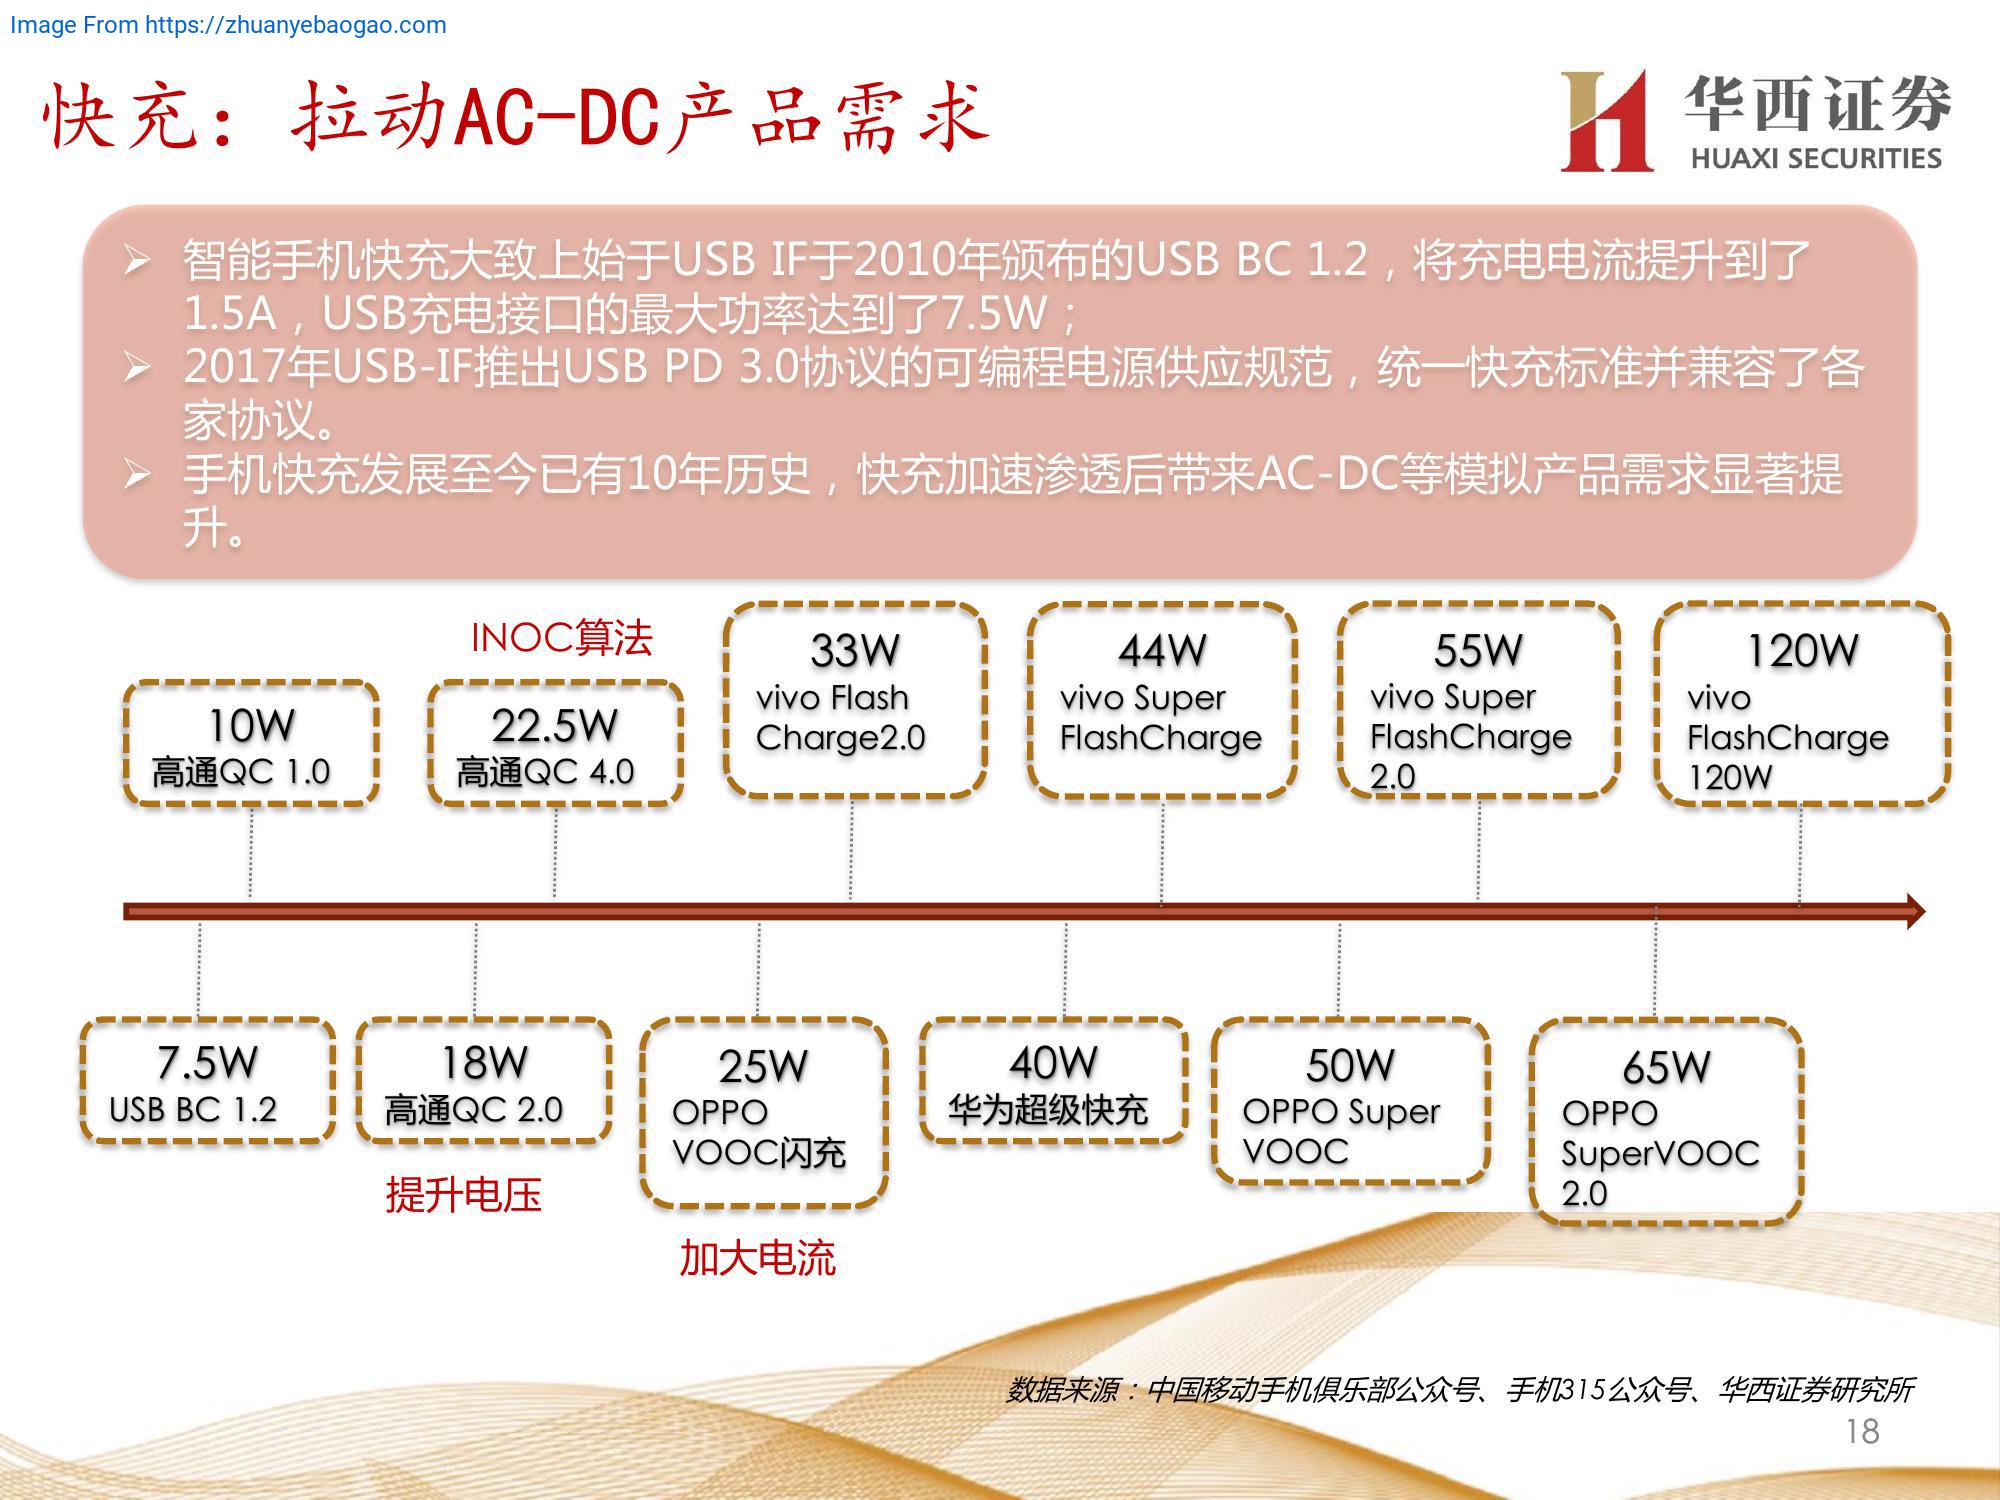 Image From https://zhuanyebaogao.com
快充：拉动AC-DC产品需求
华西证券
HUAXI SECURITIES
➢ 智能手机快充大致上始于USB IF于2010年颁布的USB BC 1.2，将充电电流提升到了
1.5A，USB充电接口的最大功率达到了7.5W；
➢ 2017年USB-IF推出USB PD 3.0协议的可编程电源供应规范，统一快充标准并兼容了各
家协议。
➢ 手机快充发展至今已有10年历史，快充加速渗透后带来AC-DC等模拟产品需求显著提
升。
INOC算法
10W
高通QC 1.0
22.5W
高通QC 4.0
33W
vivo Flash
Charge2.0
44W
vivo Super
FlashCharge
55W
vivo Super
FlashCharge
2.0
120W
vivo
FlashCharge
120W
7.5W
USB BC 1.2
18W
高通QC 2.0
提升电压
25W
OPPO
VOOC闪充
加大电流
40W
华为超级快充
50W
OPPO Super
VOOC
65W
OPPO
SuperVOOC
2.0
数据来源：中国移动手机俱乐部公众号、手机315公众号、华西证券研究所
18